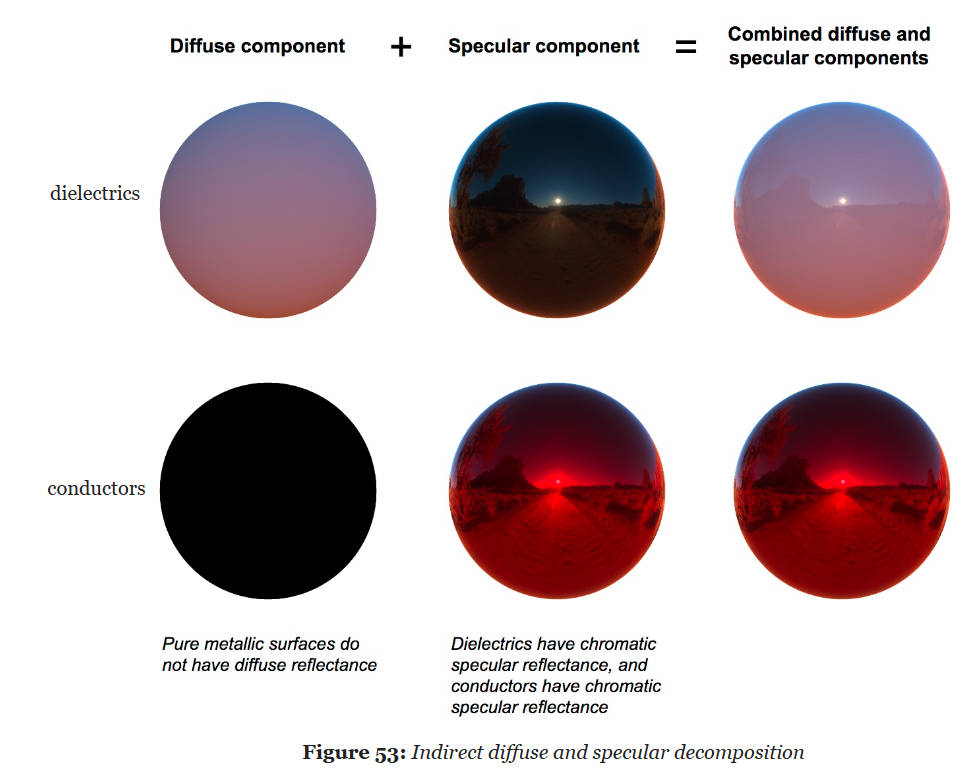 Diffuse component + Specular component = Combined diffuse and
specular components
dielectrics
conductors
Pure metallic surfaces do
not have diffuse reflectance
Dielectrics have chromatic
specular reflectance, and
conductors have chromatic
specular reflectance
Figure 53: Indirect diffuse and specular decomposition